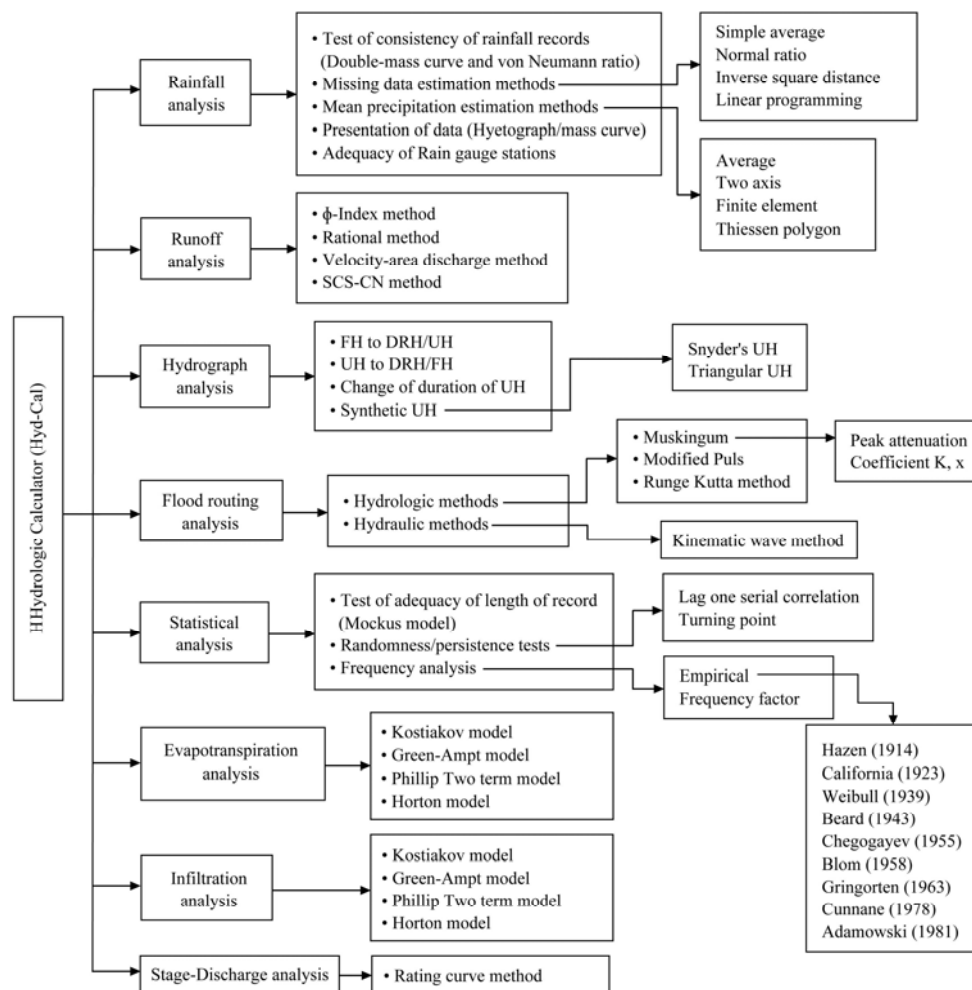 HHydrologic Calculator (Hyd-Cal)
Rainfall
analysis
• Test of consistency of rainfall records
(Double-mass curve and von Neumann ratio)
• Missing data estimation methods
• Mean precipitation estimation methods
• Presentation of data (Hyetograph/mass curve)
• Adequacy of Rain gauge stations
Simple average
Normal ratio
Inverse square distance
Linear programming
Average
Two axis
Finite element
Thiessen polygon
Runoff
analysis
• ϕ-Index method
• Rational method
• Velocity-area discharge method
• SCS-CN method
Hydrograph
analysis
• FH to DRH/UH
• UH to DRH/FH
• Change of duration of UH
• Synthetic UH
Snyder's UH
Triangular UH
Flood routing
analysis
• Hydrologic methods
• Hydraulic methods
• Muskingum
• Modified Puls
• Runge Kutta method
Peak attenuation
Coefficient K, x
Kinematic wave method
Statistical
analysis
• Test of adequacy of length of record
(Mockus model)
• Randomness/persistence tests
• Frequency analysis
Lag one serial correlation
Turning point
Empirical
Frequency factor
Hazen (1914)
California (1923)
Weibull (1939)
Beard (1943)
Chegogayev (1955)
Blom (1958)
Gringorten (1963)
Cunnane (1978)
Adamowski (1981)
Evapotranspiration
analysis
• Kostiakov model
• Green-Ampt model
• Phillip Two term model
• Horton model
Infiltration
analysis
• Kostiakov model
• Green-Ampt model
• Phillip Two term model
• Horton model
Stage-Discharge analysis
• Rating curve method